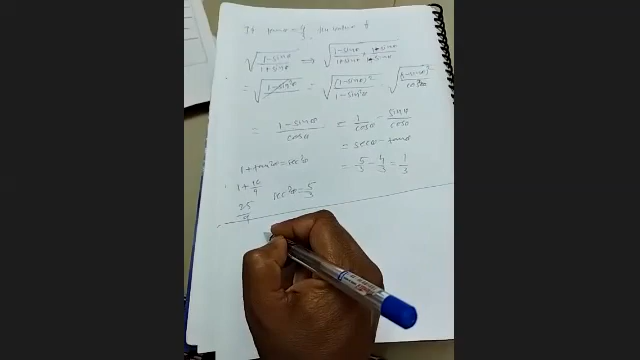 If tanθ = 4/3, the value of
√((1-sinθ)/(1+sinθ)) ⟹ √((1-sinθ)/(1+sinθ) × (1-sinθ)/(1-sinθ))
= √(1-sin²θ) = √((1-sinθ)²/(1-sin²θ)) = √((1-sinθ)²/cos²θ)
= (1-sinθ)/cosθ = 1/cosθ - sinθ/cosθ
= secθ - tanθ
1+tan²θ = sec²θ = 5/3 - 4/3 = 1/3
1 + 16/9
sec²θ = 5/3
25/9